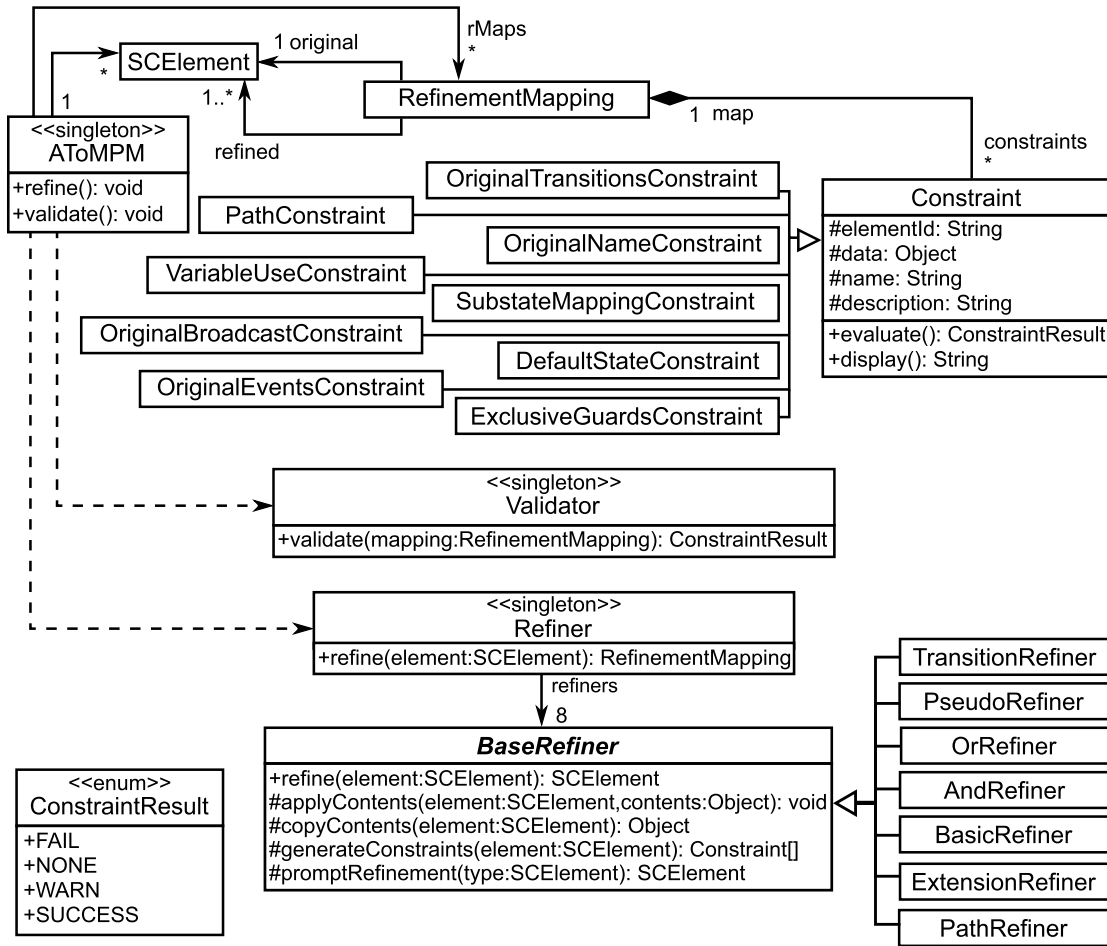 rMaps
*
1 original
SCElement
*
1..*
RefinementMapping
1 map
1
<<singleton>>
AToMPM
+refine(): void
+validate(): void
refined
constraints
*
OriginalTransitionsConstraint
PathConstraint
OriginalNameConstraint
VariableUseConstraint
SubstateMappingConstraint
OriginalBroadcastConstraint
DefaultStateConstraint
OriginalEventsConstraint
ExclusiveGuardsConstraint
Constraint
#elementId: String
#data: Object
#name: String
#description: String
+evaluate(): ConstraintResult
+display(): String
<<singleton>>
Validator
+validate(mapping:RefinementMapping): ConstraintResult
<<singleton>>
Refiner
+refine(element:SCElement): RefinementMapping
refiners
8
BaseRefiner
+refine(element:SCElement): SCElement
#applyContents(element:SCElement,contents:Object): void
#copyContents(element:SCElement): Object
#generateConstraints(element:SCElement): Constraint[]
#promptRefinement(type:SCElement): SCElement
TransitionRefiner
PseudoRefiner
OrRefiner
AndRefiner
BasicRefiner
ExtensionRefiner
PathRefiner
<<enum>>
ConstraintResult
+FAIL
+NONE
+WARN
+SUCCESS